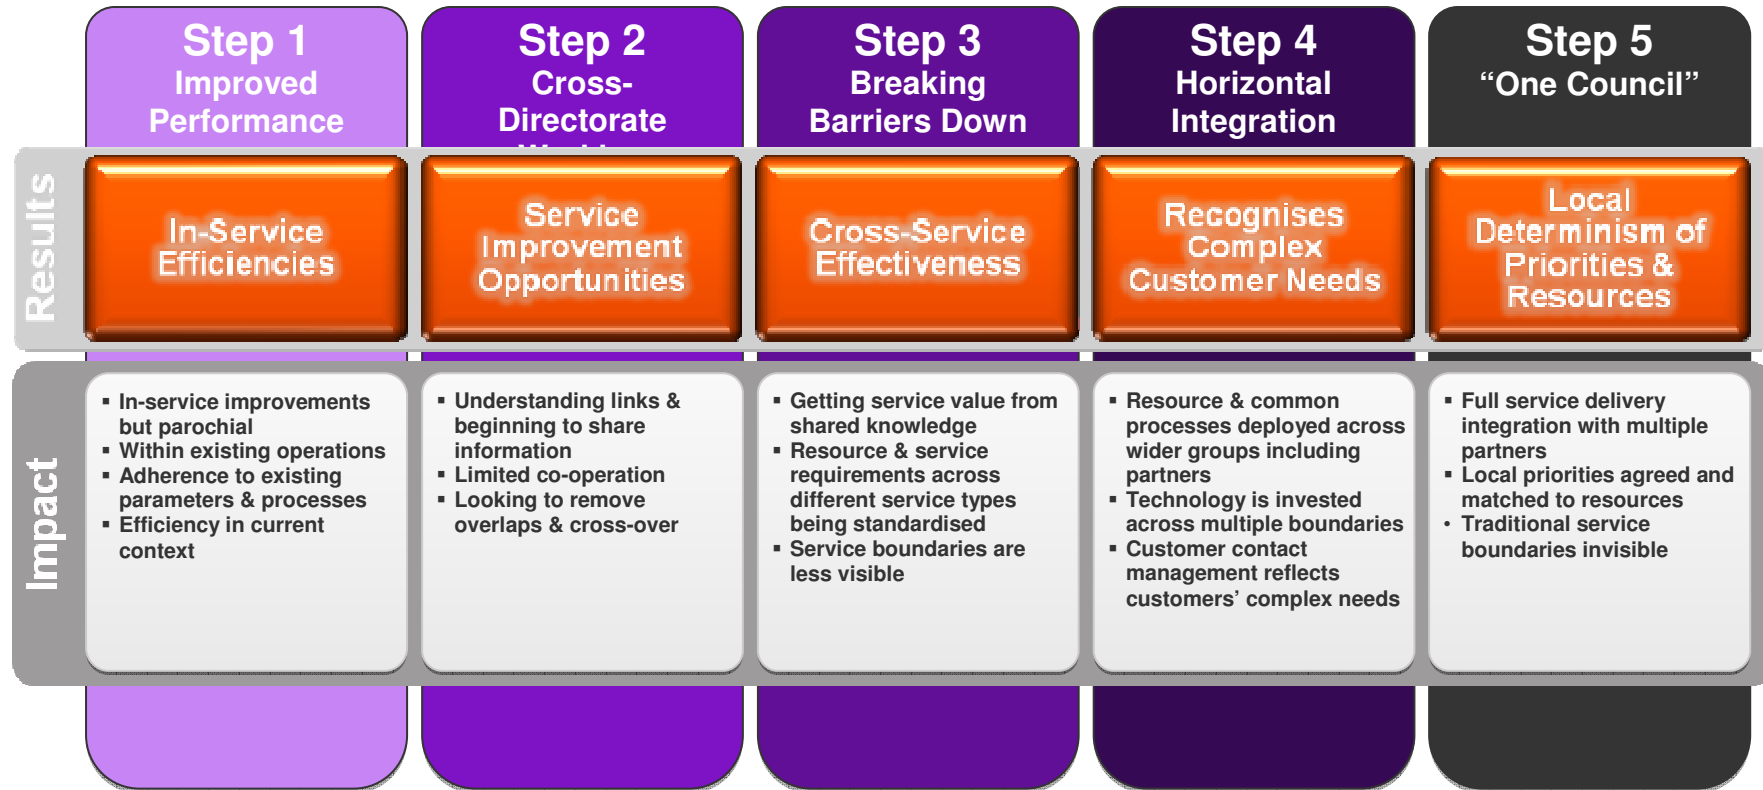 Step 1
Improved
Performance
Step 2
Cross-
Directorate
Step 3
Breaking
Barriers Down
Step 4
Horizontal
Integration
Step 5
“One Council”
Results
In-Service
Efficiencies
Service
Improvement
Opportunities
Cross-Service
Effectiveness
Recognises
Complex
Customer Needs
Local
Determinism of
Priorities &
Resources
Impact
▪ In-service improvements
but parochial
▪ Within existing operations
▪ Adherence to existing
parameters & processes
▪ Efficiency in current
context
▪ Understanding links &
beginning to share
information
▪ Limited co-operation
▪ Looking to remove
overlaps & cross-over
▪ Getting service value from
shared knowledge
▪ Resource & service
requirements across
different service types
being standardised
▪ Service boundaries are
less visible
▪ Resource & common
processes deployed across
wider groups including
partners
▪ Technology is invested
across multiple boundaries
▪ Customer contact
management reflects
customers’ complex needs
▪ Full service delivery
integration with multiple
partners
▪ Local priorities agreed and
matched to resources
• Traditional service
boundaries invisible